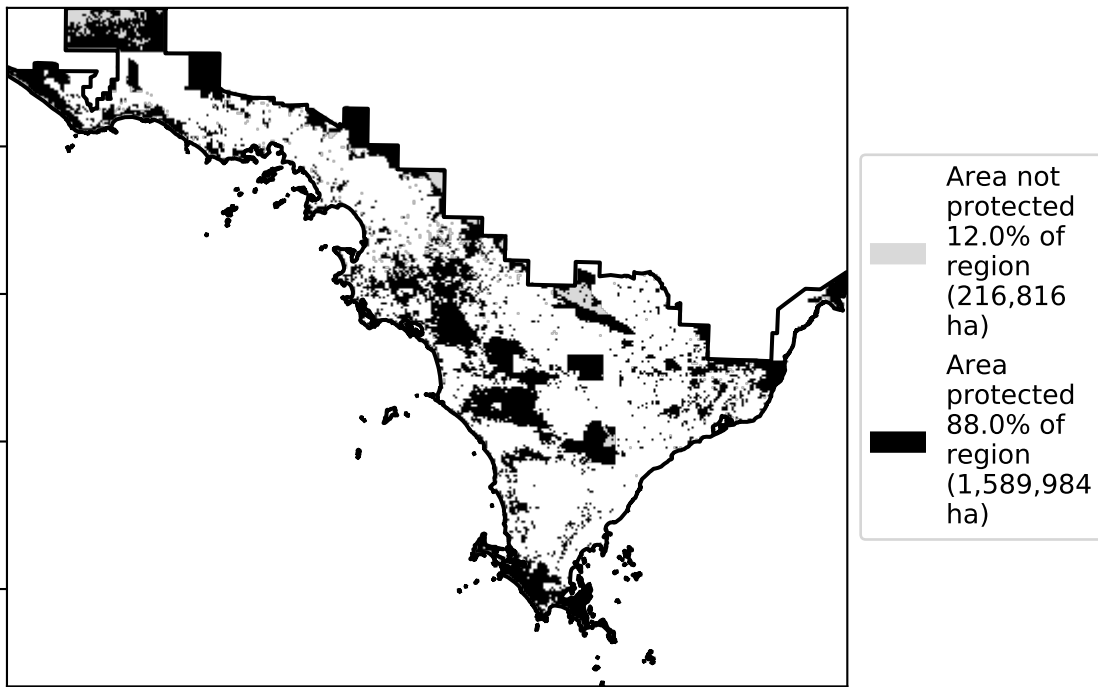 Area not
protected
12.0% of
region
(216,816
ha)
Area
protected
88.0% of
region
(1,589,984
ha)